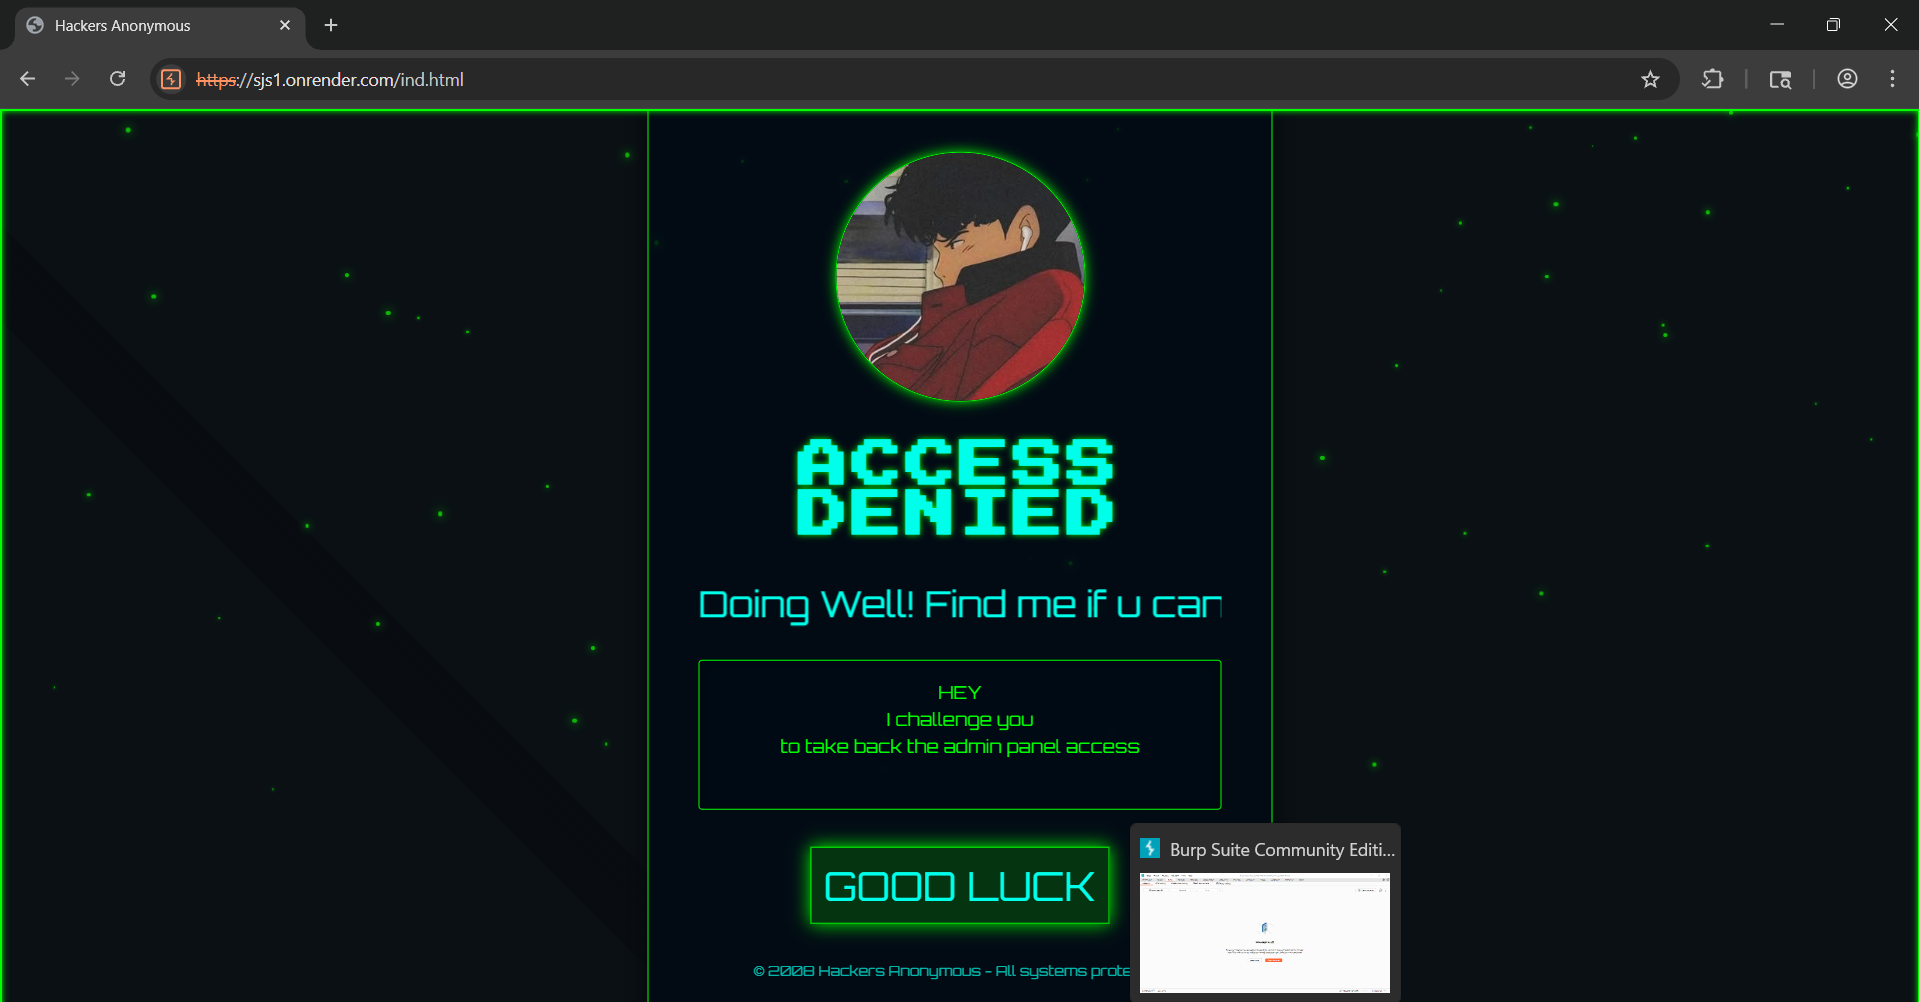 Hackers Anonymous
https://sjs1.onrender.com/ind.html
ACCESS
DENIED
Doing Well! Find me if u can
HEY
I challenge you
to take back the admin panel access
GOOD LUCK
© 2008 Hackers Anonymous - All systems prote
Burp Suite Community Editi...